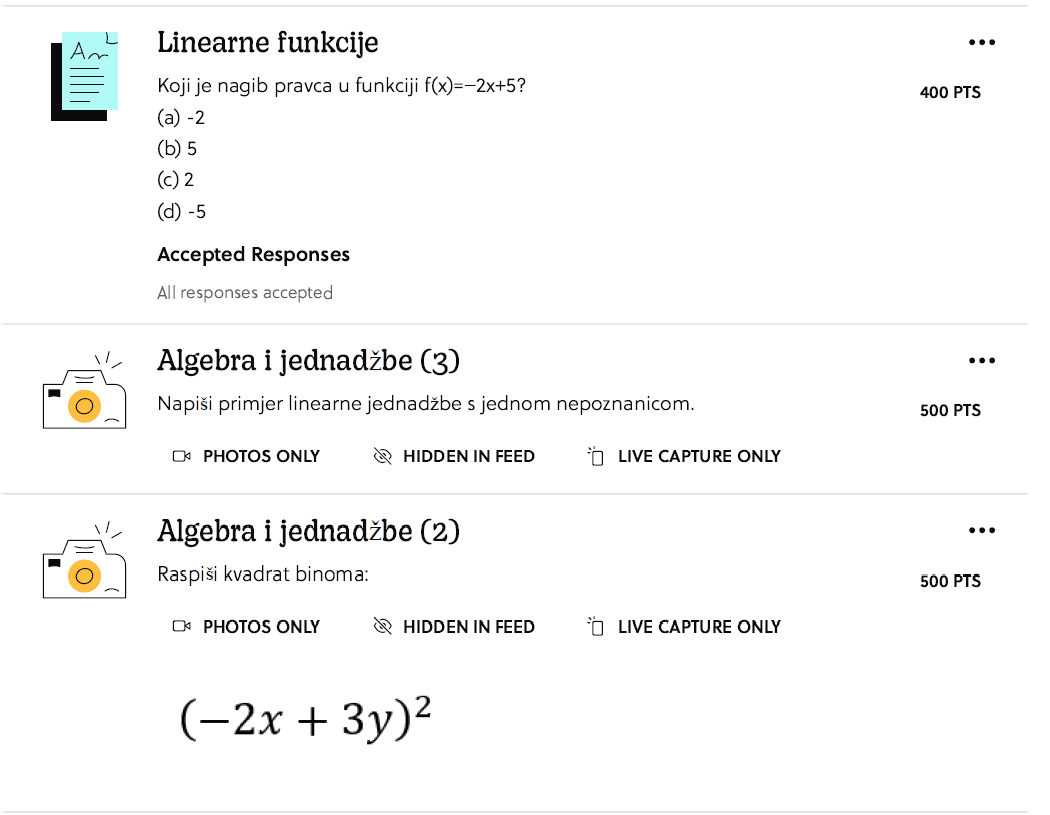 Linearne funkcije
Koji je nagib pravca u funkciji f(x)=−2x+5?
400 PTS
(a) -2
(b) 5
(c) 2
(d) -5
Accepted Responses
All responses accepted
Algebra i jednadžbe (3)
Napiši primjer linearne jednadžbe s jednom nepoznanicom.
500 PTS
PHOTOS ONLY HIDDEN IN FEED LIVE CAPTURE ONLY
Algebra i jednadžbe (2)
Raspiši kvadrat binoma:
500 PTS
PHOTOS ONLY HIDDEN IN FEED LIVE CAPTURE ONLY
(−2x + 3y)²